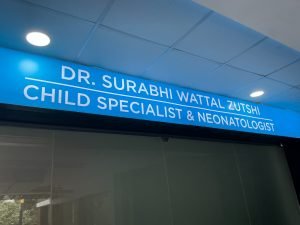 DR. SURABHI WATTAL ZUTSHI
CHILD SPECIALIST & NEONATOLOGIST